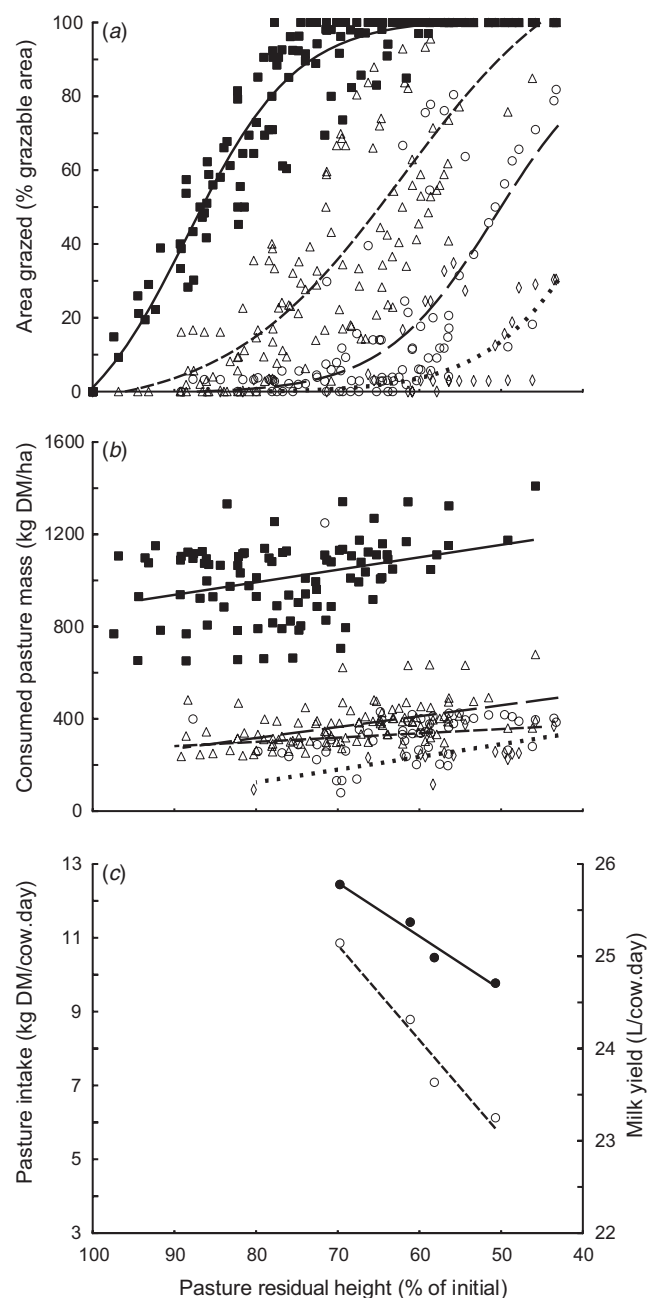 (a)
Area grazed (% grazable area)
100
80
60
40
20
0
(b)
Consumed pasture mass (kg DM/ha)
1600
1200
800
400
0
(c)
Pasture intake (kg DM/cow.day)
13
11
9
7
5
3
Milk yield (L/cow.day)
26
25
24
23
22
100 90 80 70 60 50 40
Pasture residual height (% of initial)